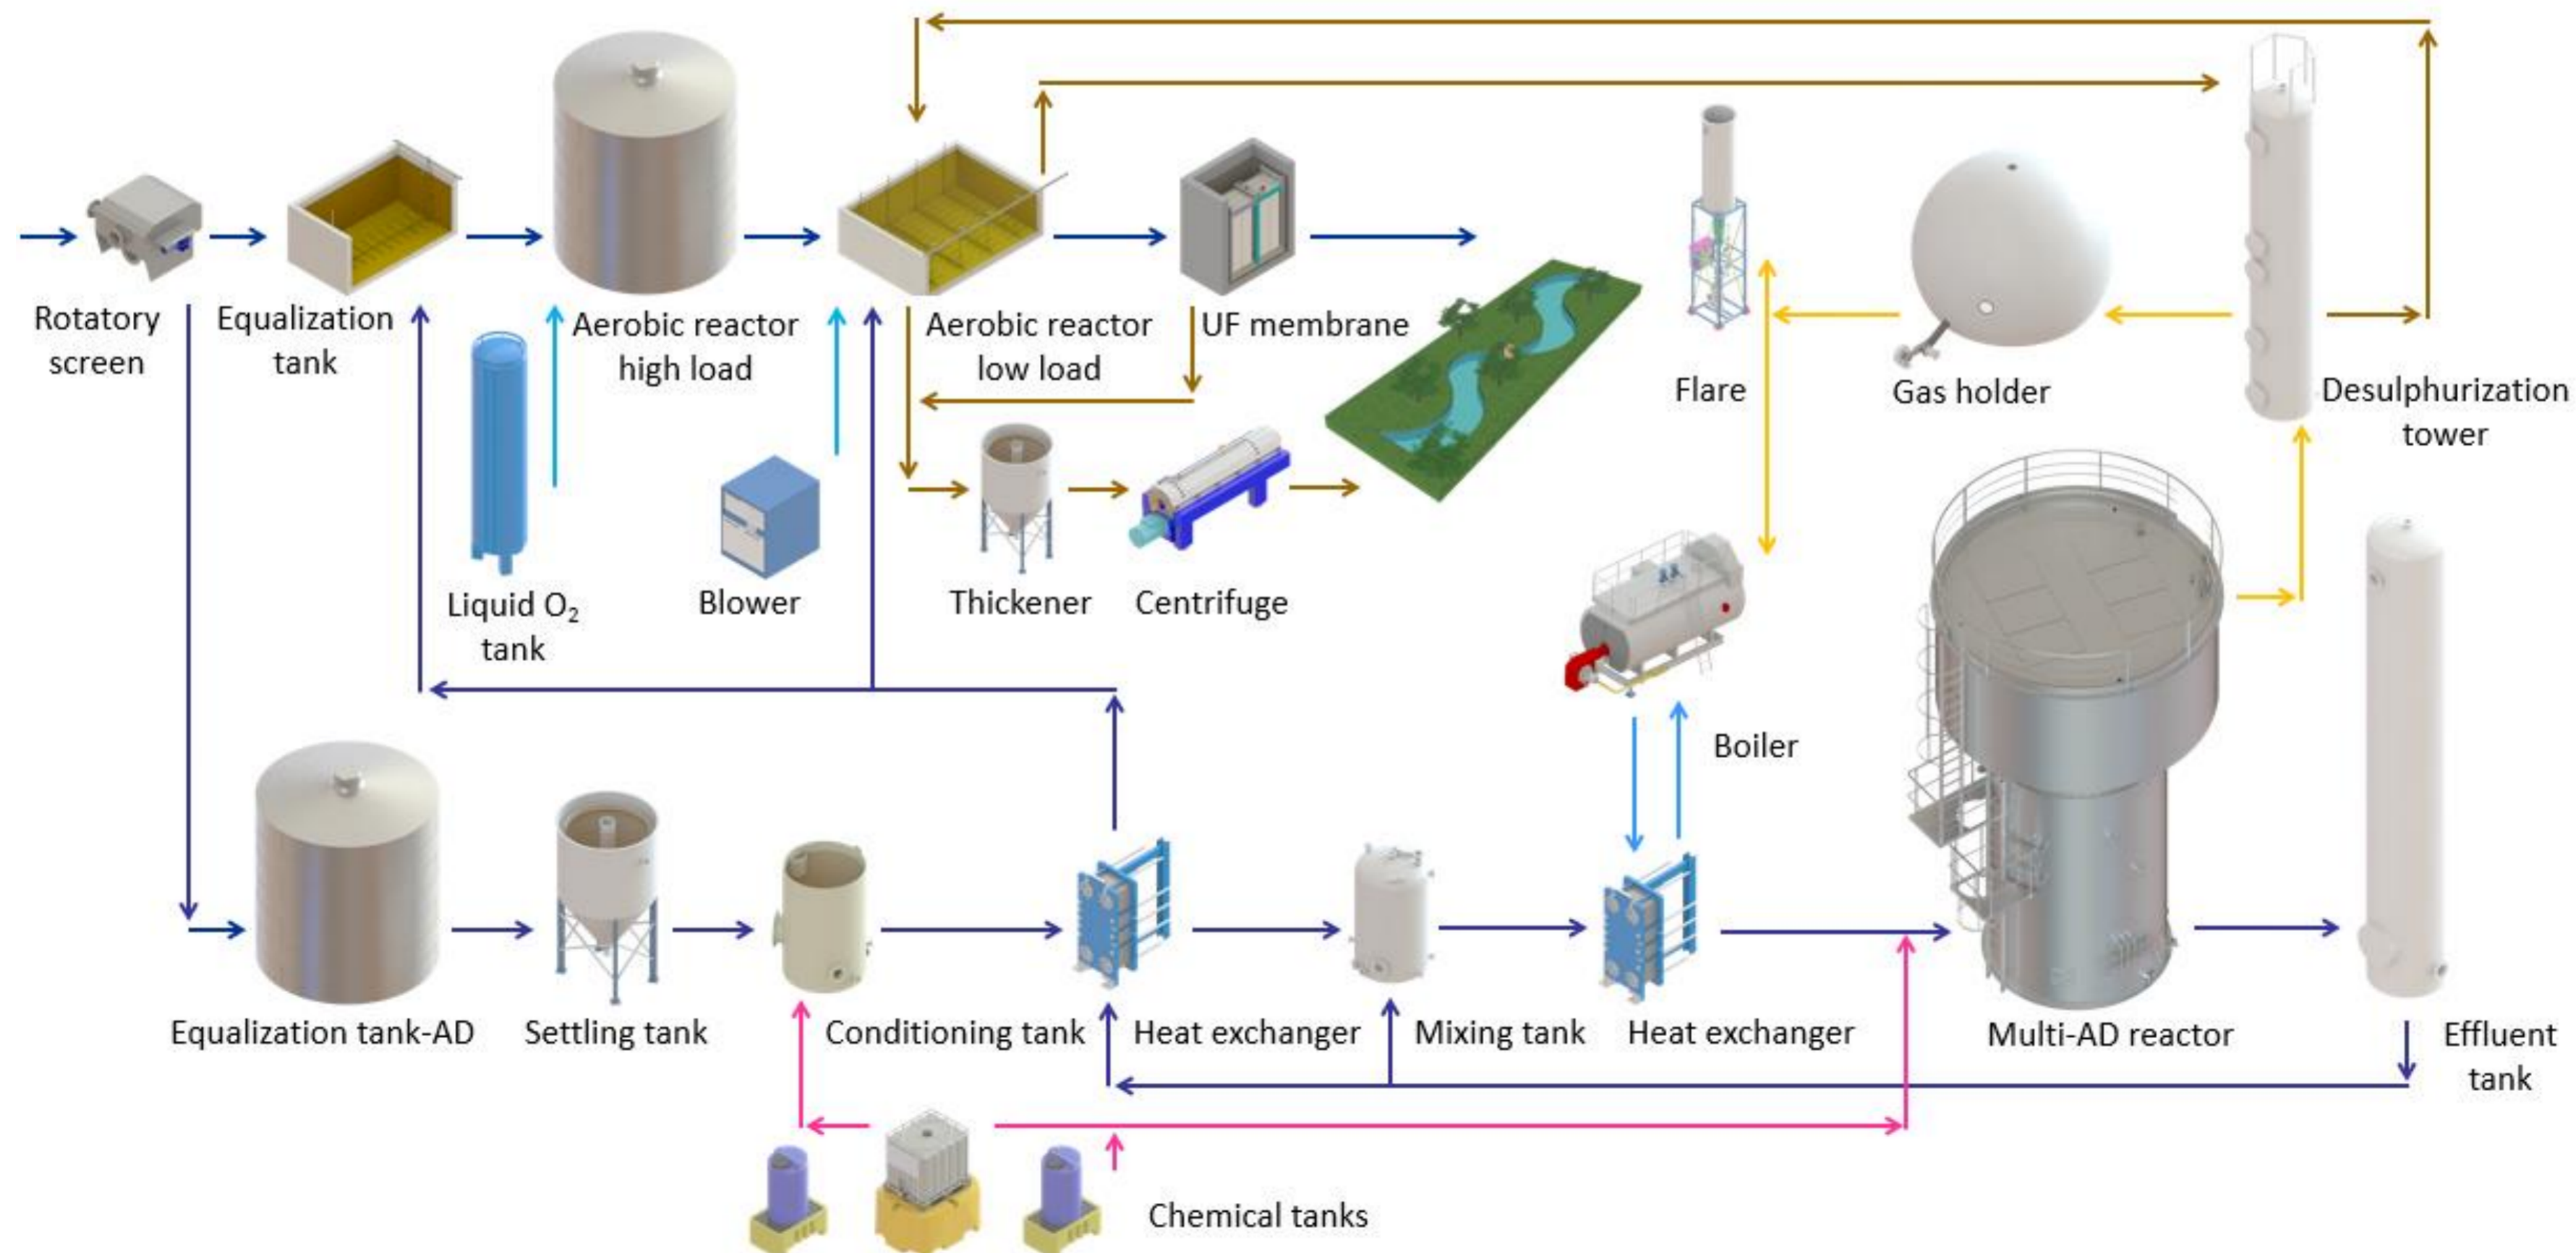 Rotatory
screen
Equalization
tank
Aerobic reactor
high load
Aerobic reactor
low load
UF membrane
Flare
Gas holder
Desulphurization
tower
Liquid O₂
tank
Blower
Thickener
Centrifuge
Boiler
Equalization tank-AD
Settling tank
Conditioning tank
Heat exchanger
Mixing tank
Heat exchanger
Multi-AD reactor
Effluent
tank
Chemical tanks